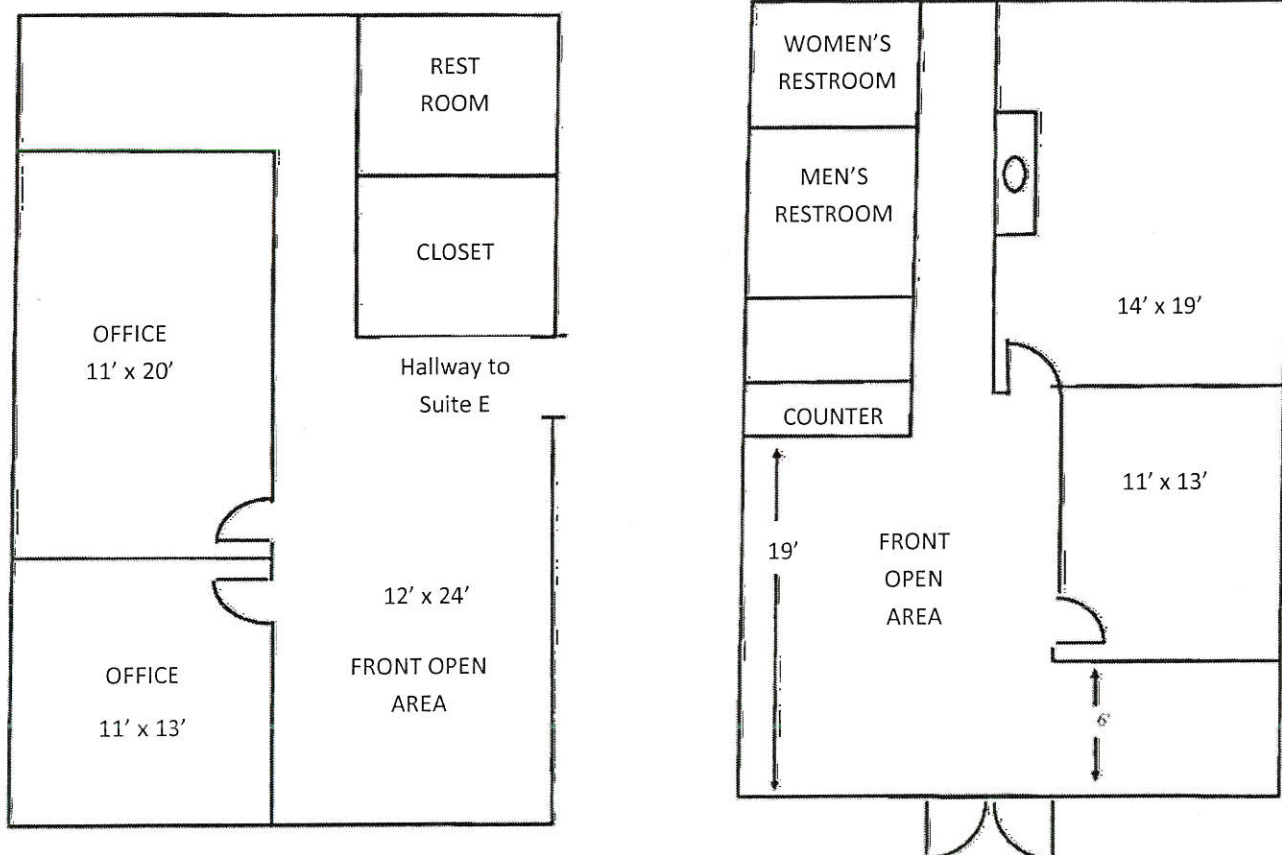 REST
ROOM
CLOSET
OFFICE
11’ x 20’
Hallway to
Suite E
12’ x 24’
FRONT OPEN
AREA
OFFICE
11’ x 13’
WOMEN’S
RESTROOM
MEN’S
RESTROOM
14’ x 19’
COUNTER
11’ x 13’
19’
FRONT
OPEN
AREA
6’